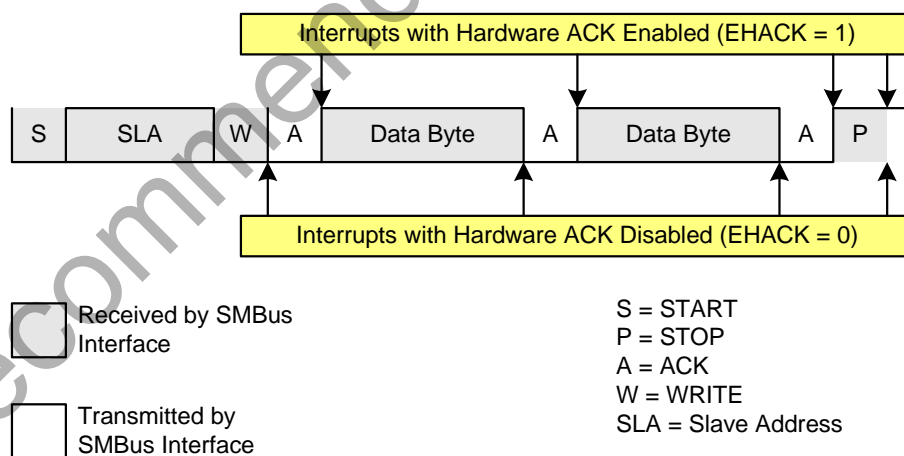 Interrupts with Hardware ACK Enabled (EHACK = 1)
S SLA W A Data Byte A Data Byte A P
Interrupts with Hardware ACK Disabled (EHACK = 0)
Received by SMBus
Interface
Transmitted by
SMBus Interface
S = START
P = STOP
A = ACK
W = WRITE
SLA = Slave Address